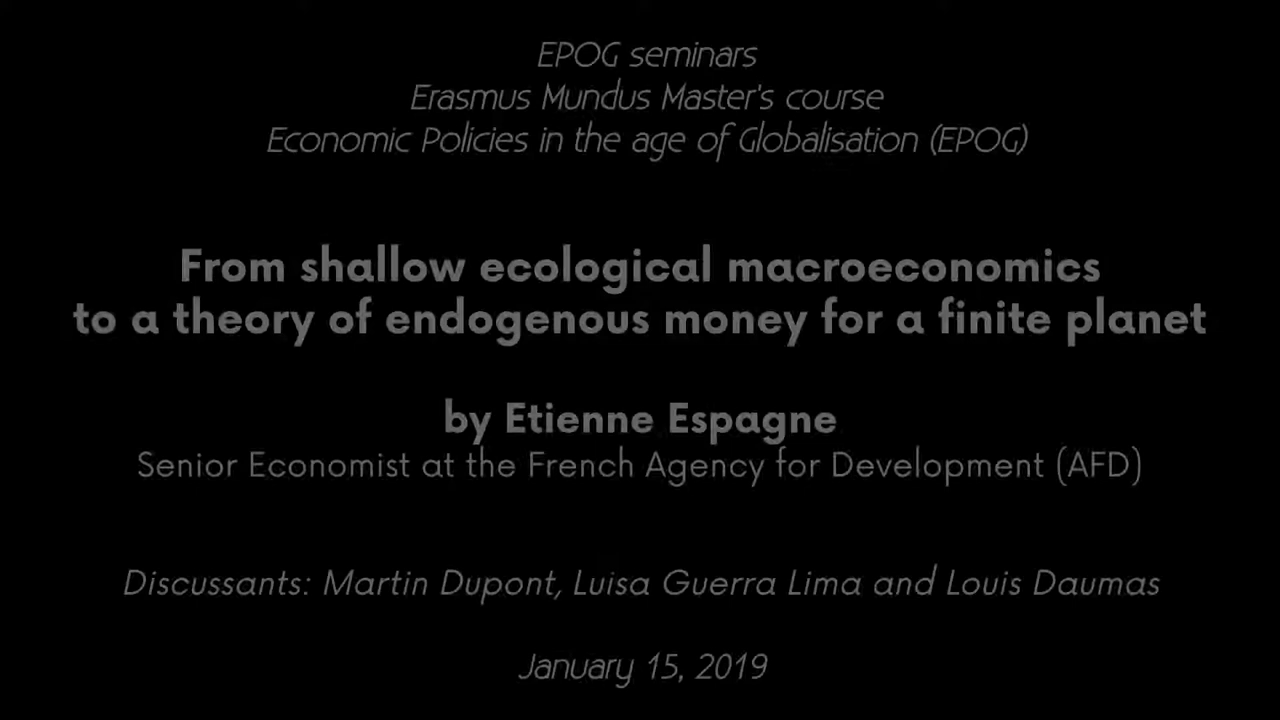 EPOG seminars
Erasmus Mundus Master's course
Economic Policies in the age of Globalisation (EPOG)
From shallow ecological macroeconomics
to a theory of endogenous money for a finite planet
by Etienne Espagne
Senior Economist at the French Agency for Development (AFD)
Discussants: Martin Dupont, Luisa Guerra Lima and Louis Daumas
January 15, 2019